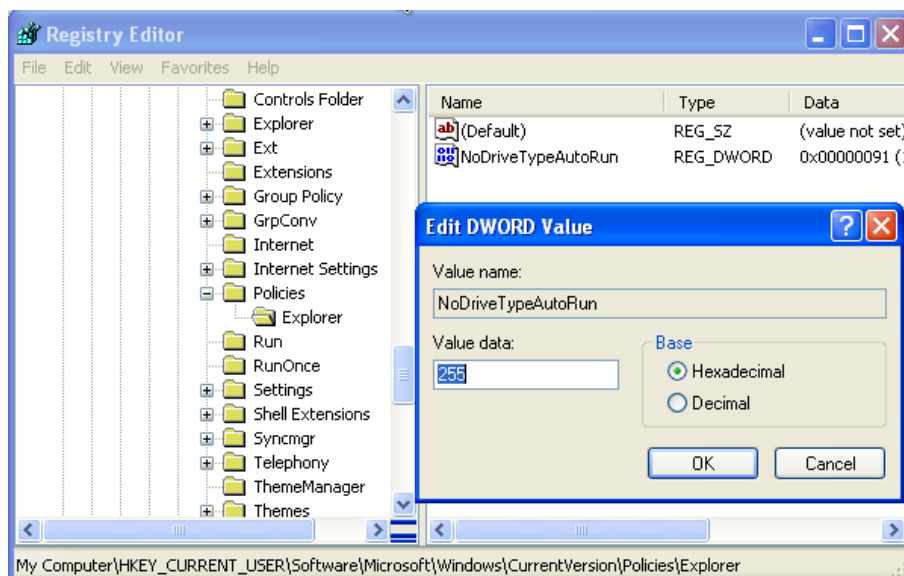 Registry Editor
File Edit View Favorites Help
Controls Folder
Explorer
Ext
Extensions
Group Policy
GrpConv
Internet
Internet Settings
Policies
Explorer
Run
RunOnce
Settings
Shell Extensions
Syncmgr
Telephony
ThemeManager
Themes
Name Type Data
ab (Default) REG_SZ (value not set)
NoDriveTypeAutoRun REG_DWORD 0x00000091 (
Edit DWORD Value
Value name:
NoDriveTypeAutoRun
Value data:
255
Base
Hexadecimal
Decimal
OK Cancel
My Computer\HKEY_CURRENT_USER\Software\Microsoft\Windows\CurrentVersion\Policies\Explorer